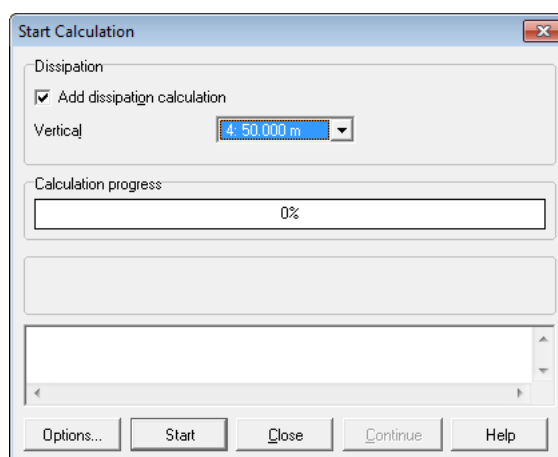 Start Calculation
Dissipation
Add dissipation calculation
Vertical 4: 50.000 m
Calculation progress
0%
Options... Start Close Continue Help